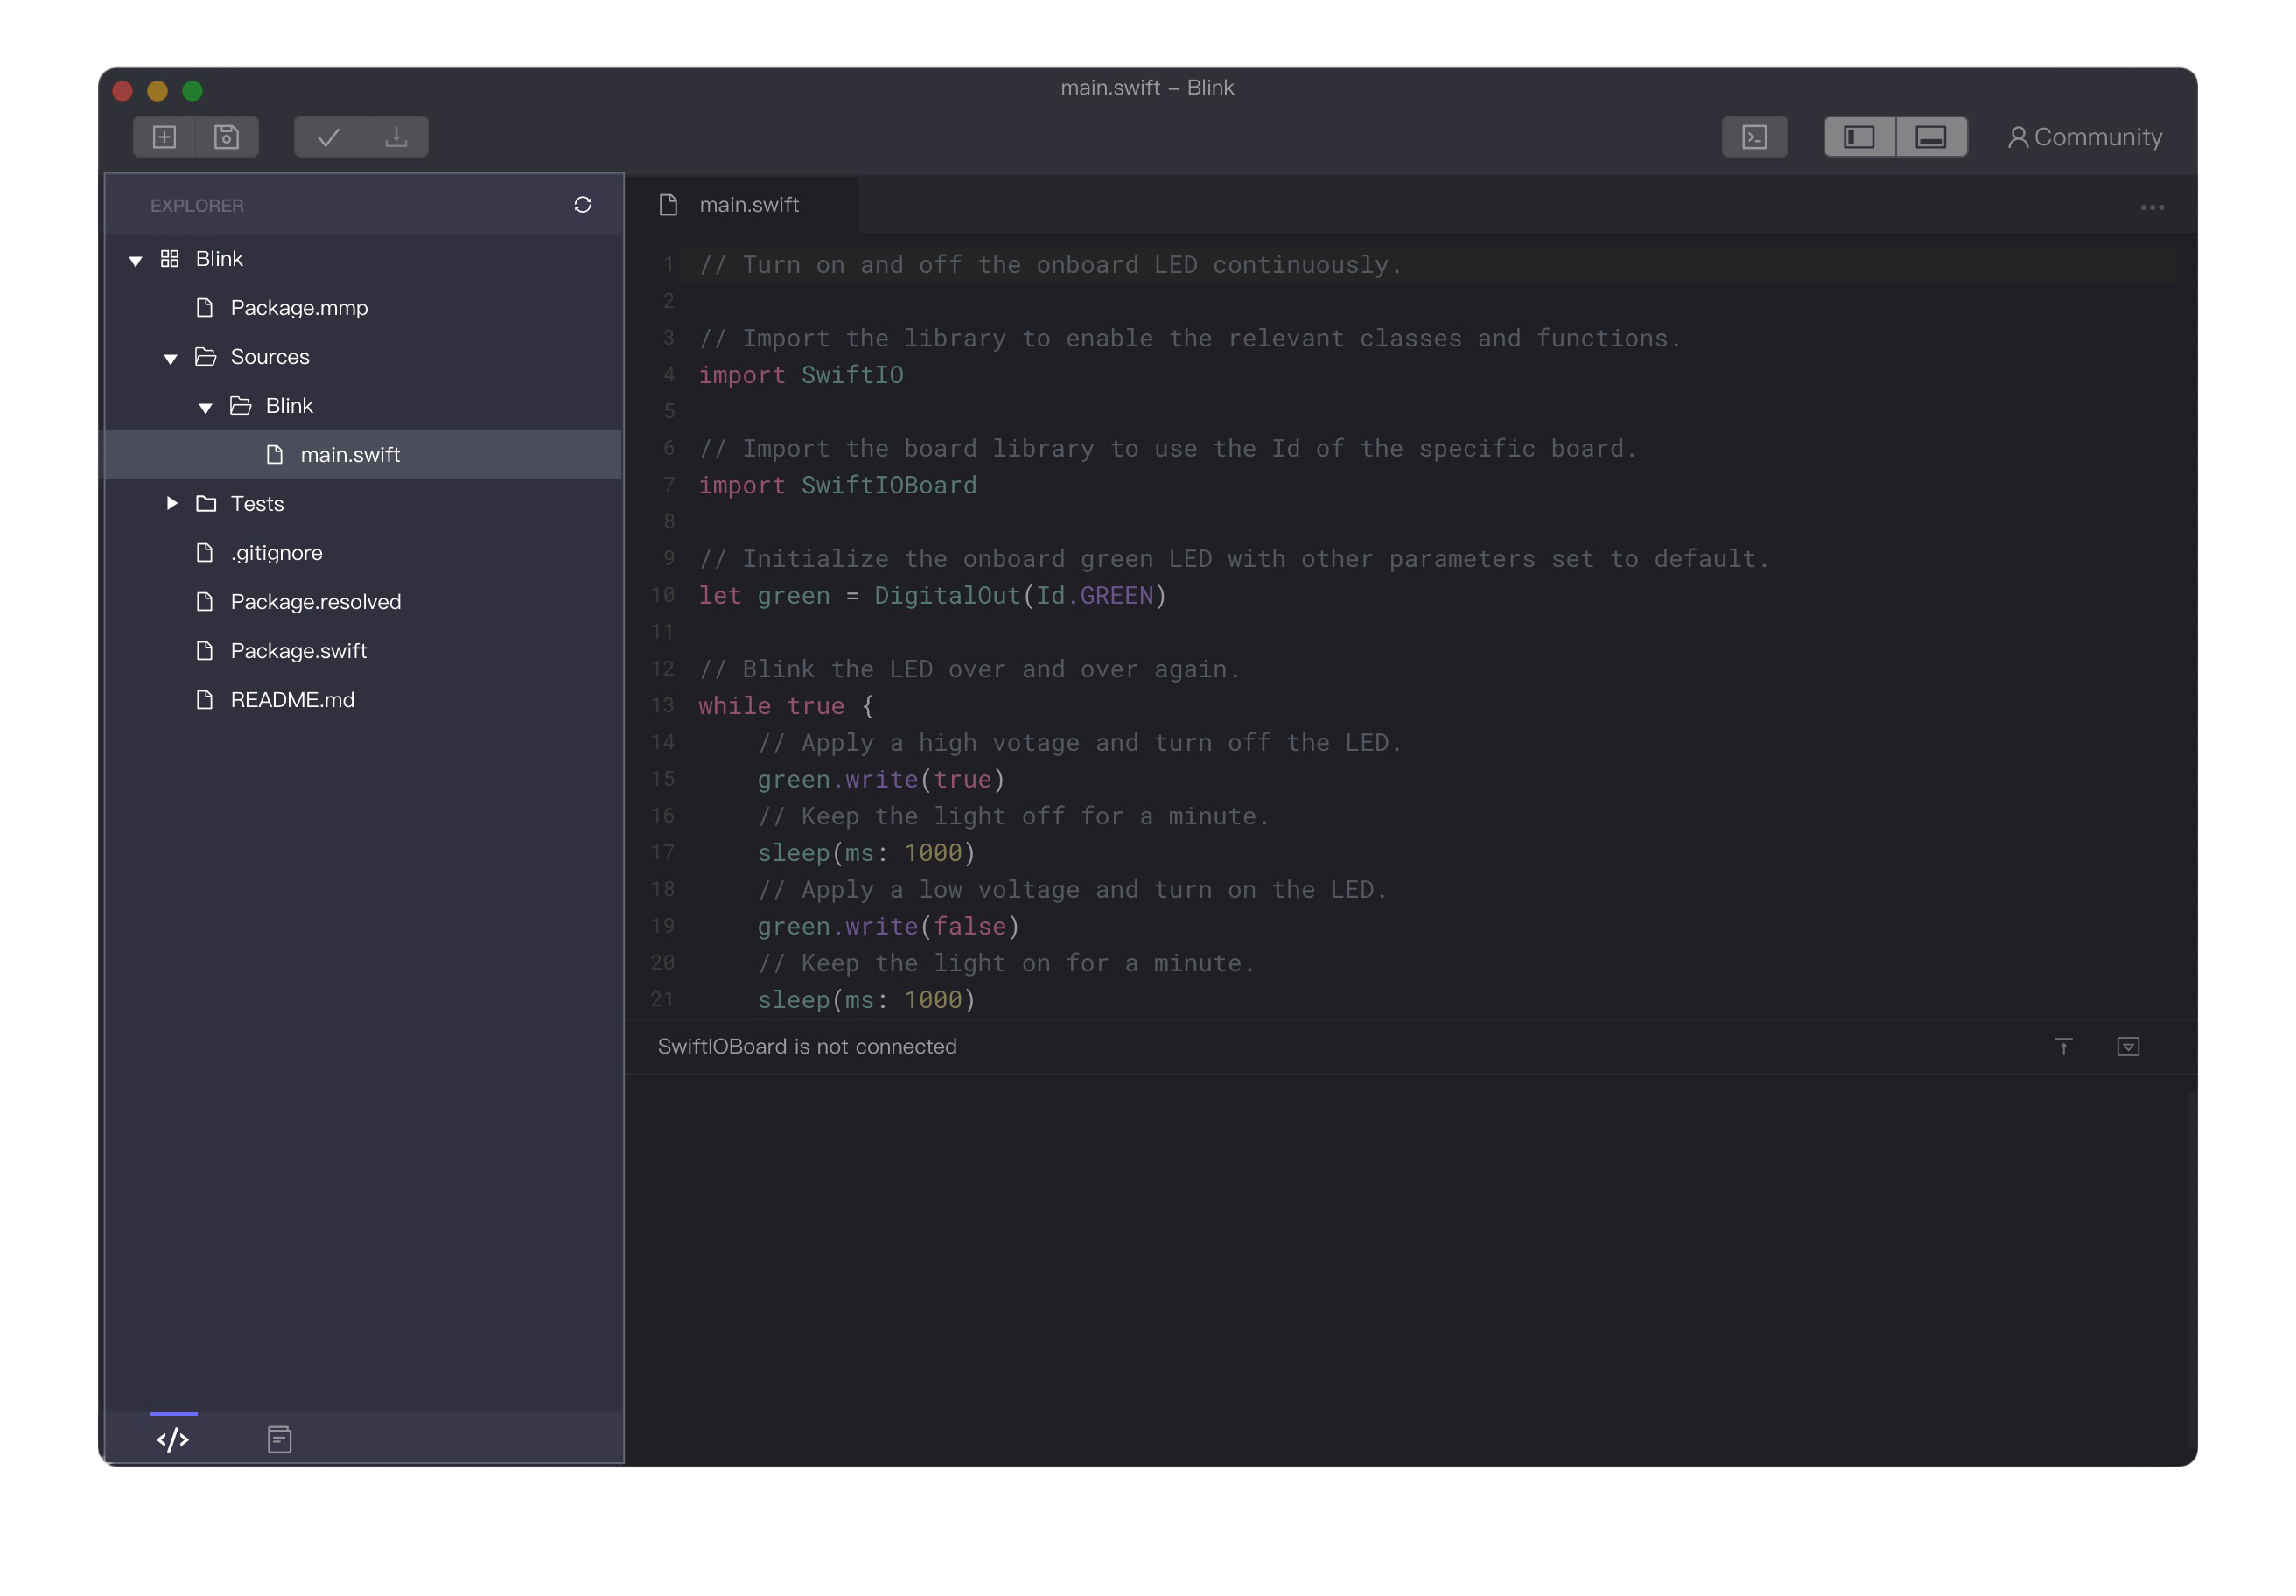 main.swift – Blink
Community
EXPLORER
Blink
Package.mmp
Sources
Blink
main.swift
Tests
.gitignore
Package.resolved
Package.swift
README.md
main.swift
1 // Turn on and off the onboard LED continuously.
2
3 // Import the library to enable the relevant classes and functions.
4 import SwiftIO
5
6 // Import the board library to use the Id of the specific board.
7 import SwiftIOBoard
8
9 // Initialize the onboard green LED with other parameters set to default.
10 let green = DigitalOut(Id.GREEN)
11
12 // Blink the LED over and over again.
13 while true {
14     // Apply a high votage and turn off the LED.
15     green.write(true)
16     // Keep the light off for a minute.
17     sleep(ms: 1000)
18     // Apply a low voltage and turn on the LED.
19     green.write(false)
20     // Keep the light on for a minute.
21     sleep(ms: 1000)
SwiftIOBoard is not connected